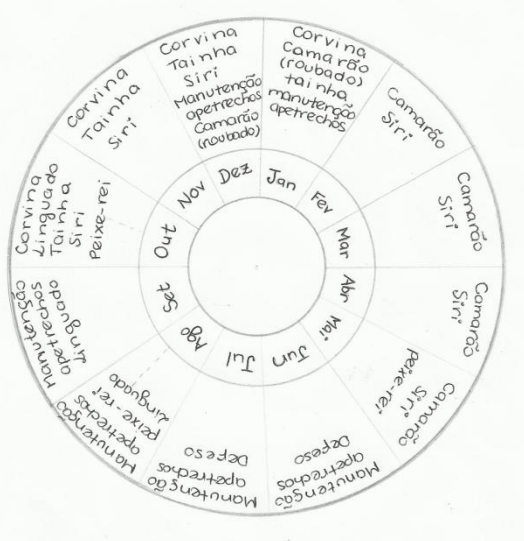 Corvina
Camarão
(roubado)
tainha
manutenção
apetrechos
Camarão
Siri
Camarão
Siri
Camarão
Siri
Camarão
Siri
peixe-rei
Manutenção
apetrechos
Defeso
Manutenção
apetrechos
Defeso
Manutenção
apetrechos
peixe-rei
Linguado
Manutenção
apetrechos
Linguado
Corvina
Linguado
Tainha
Siri
Peixe-rei
Corvina
Tainha
Siri
Corvina
Tainha
Siri
Manutenção
apetrechos
Camarão
(roubado)
Jan
Fev
Mar
Abr
Mai
Jun
Jul
Ago
Set
Out
Nov
Dez